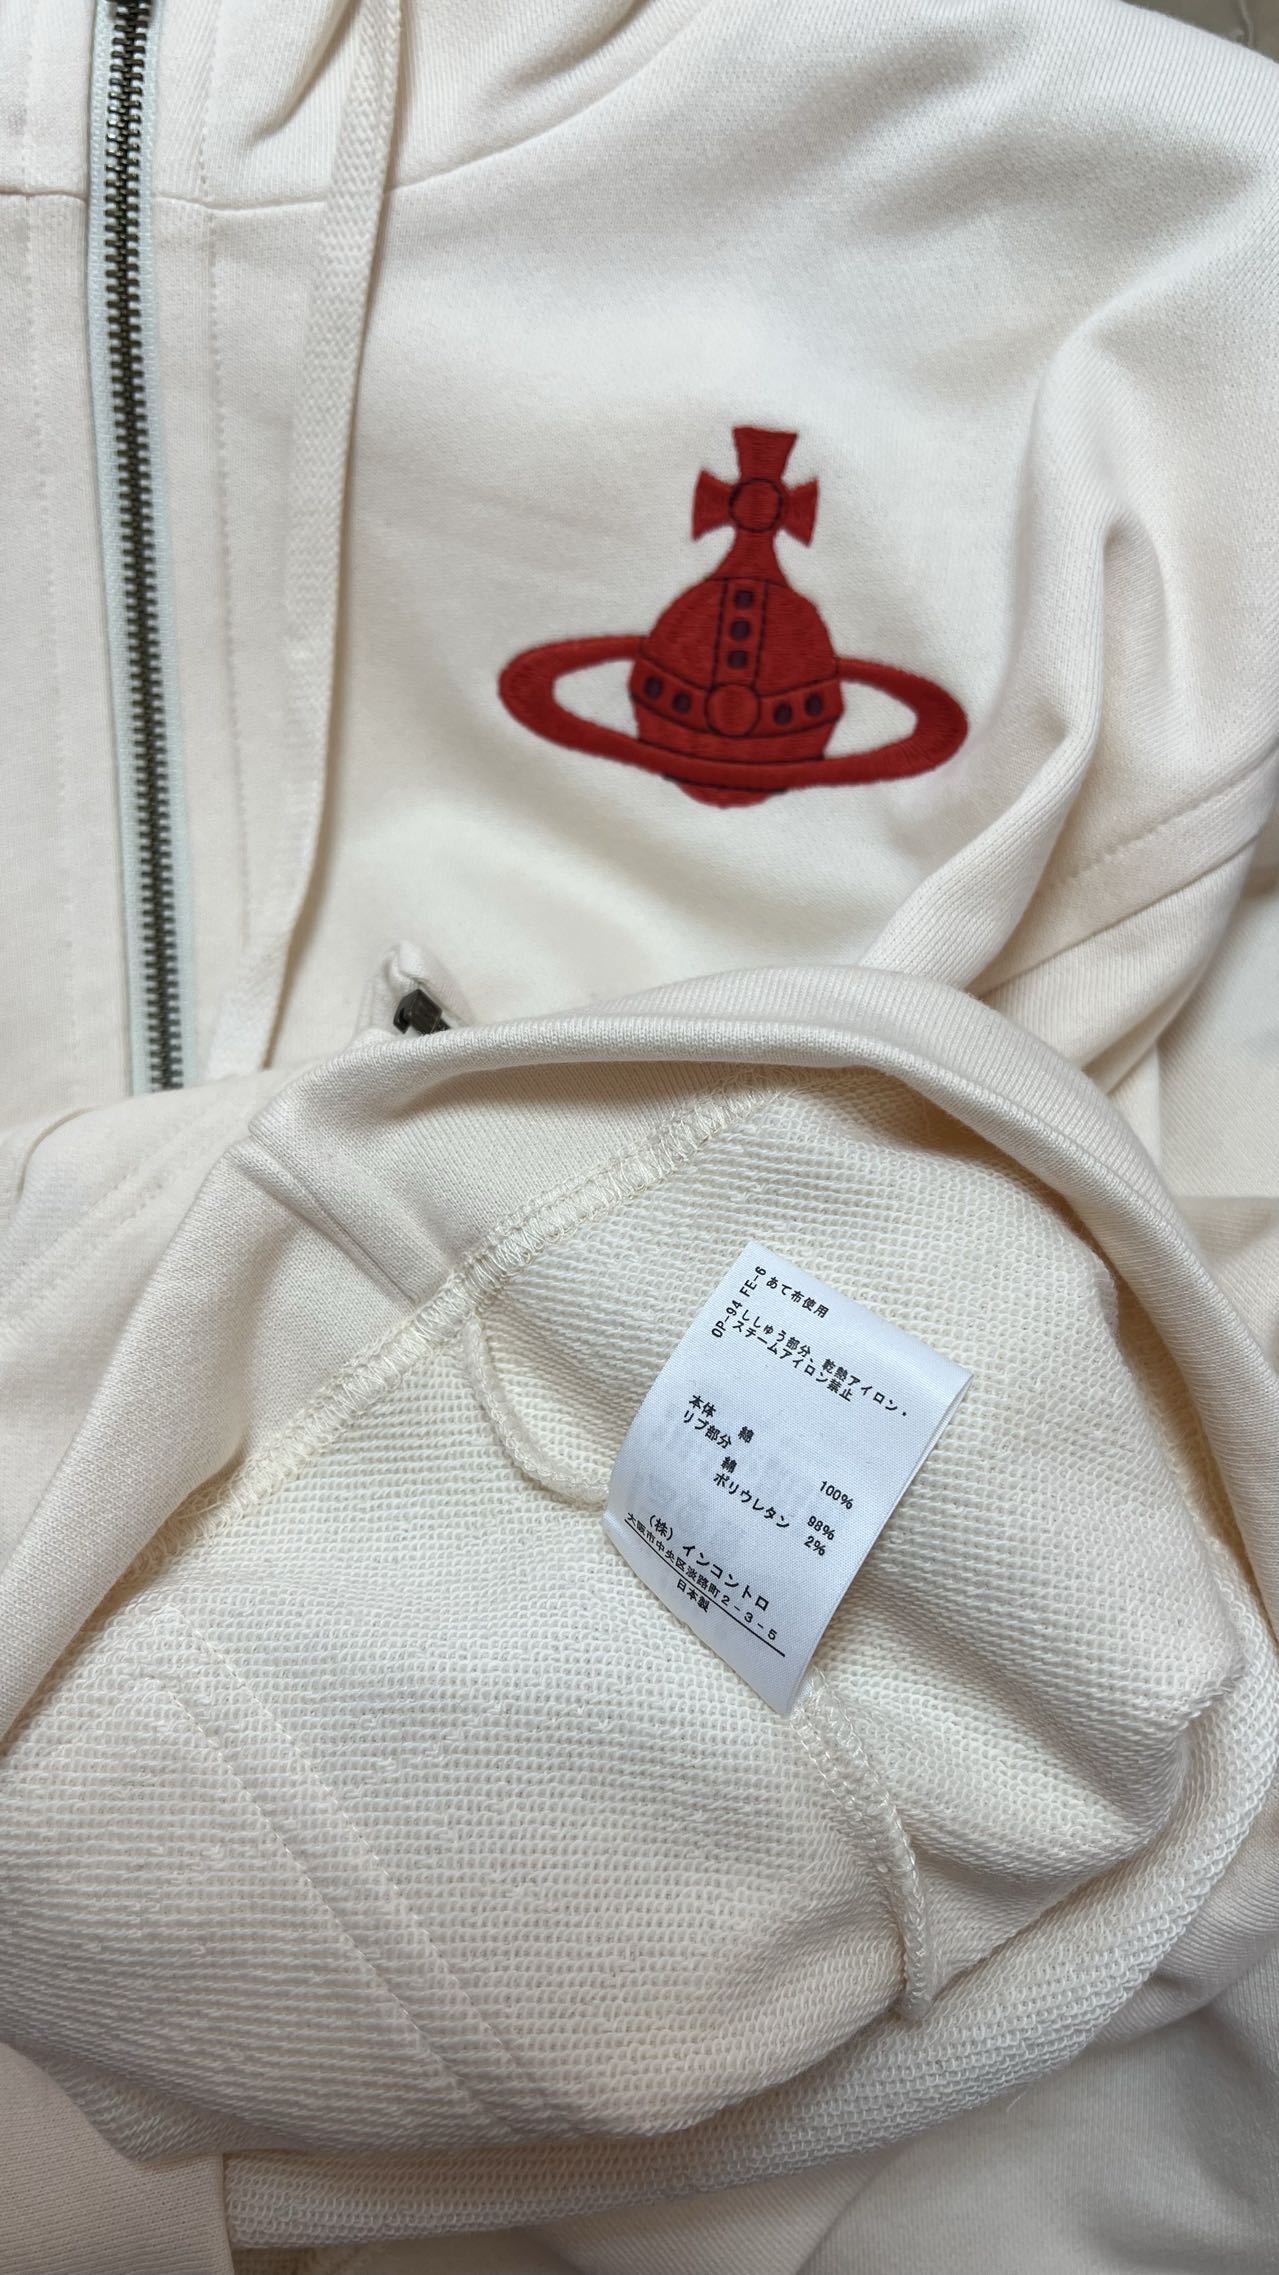 OP-94 FE-6
あて布使用
ししゅう部分、乾熱アイロン・
スチームアイロン禁止
本体 綿 100%
リブ部分
綿 98%
ポリウレタン 2%
(株) インコントロ
大阪市中央区淡路町2-3-5
日本製